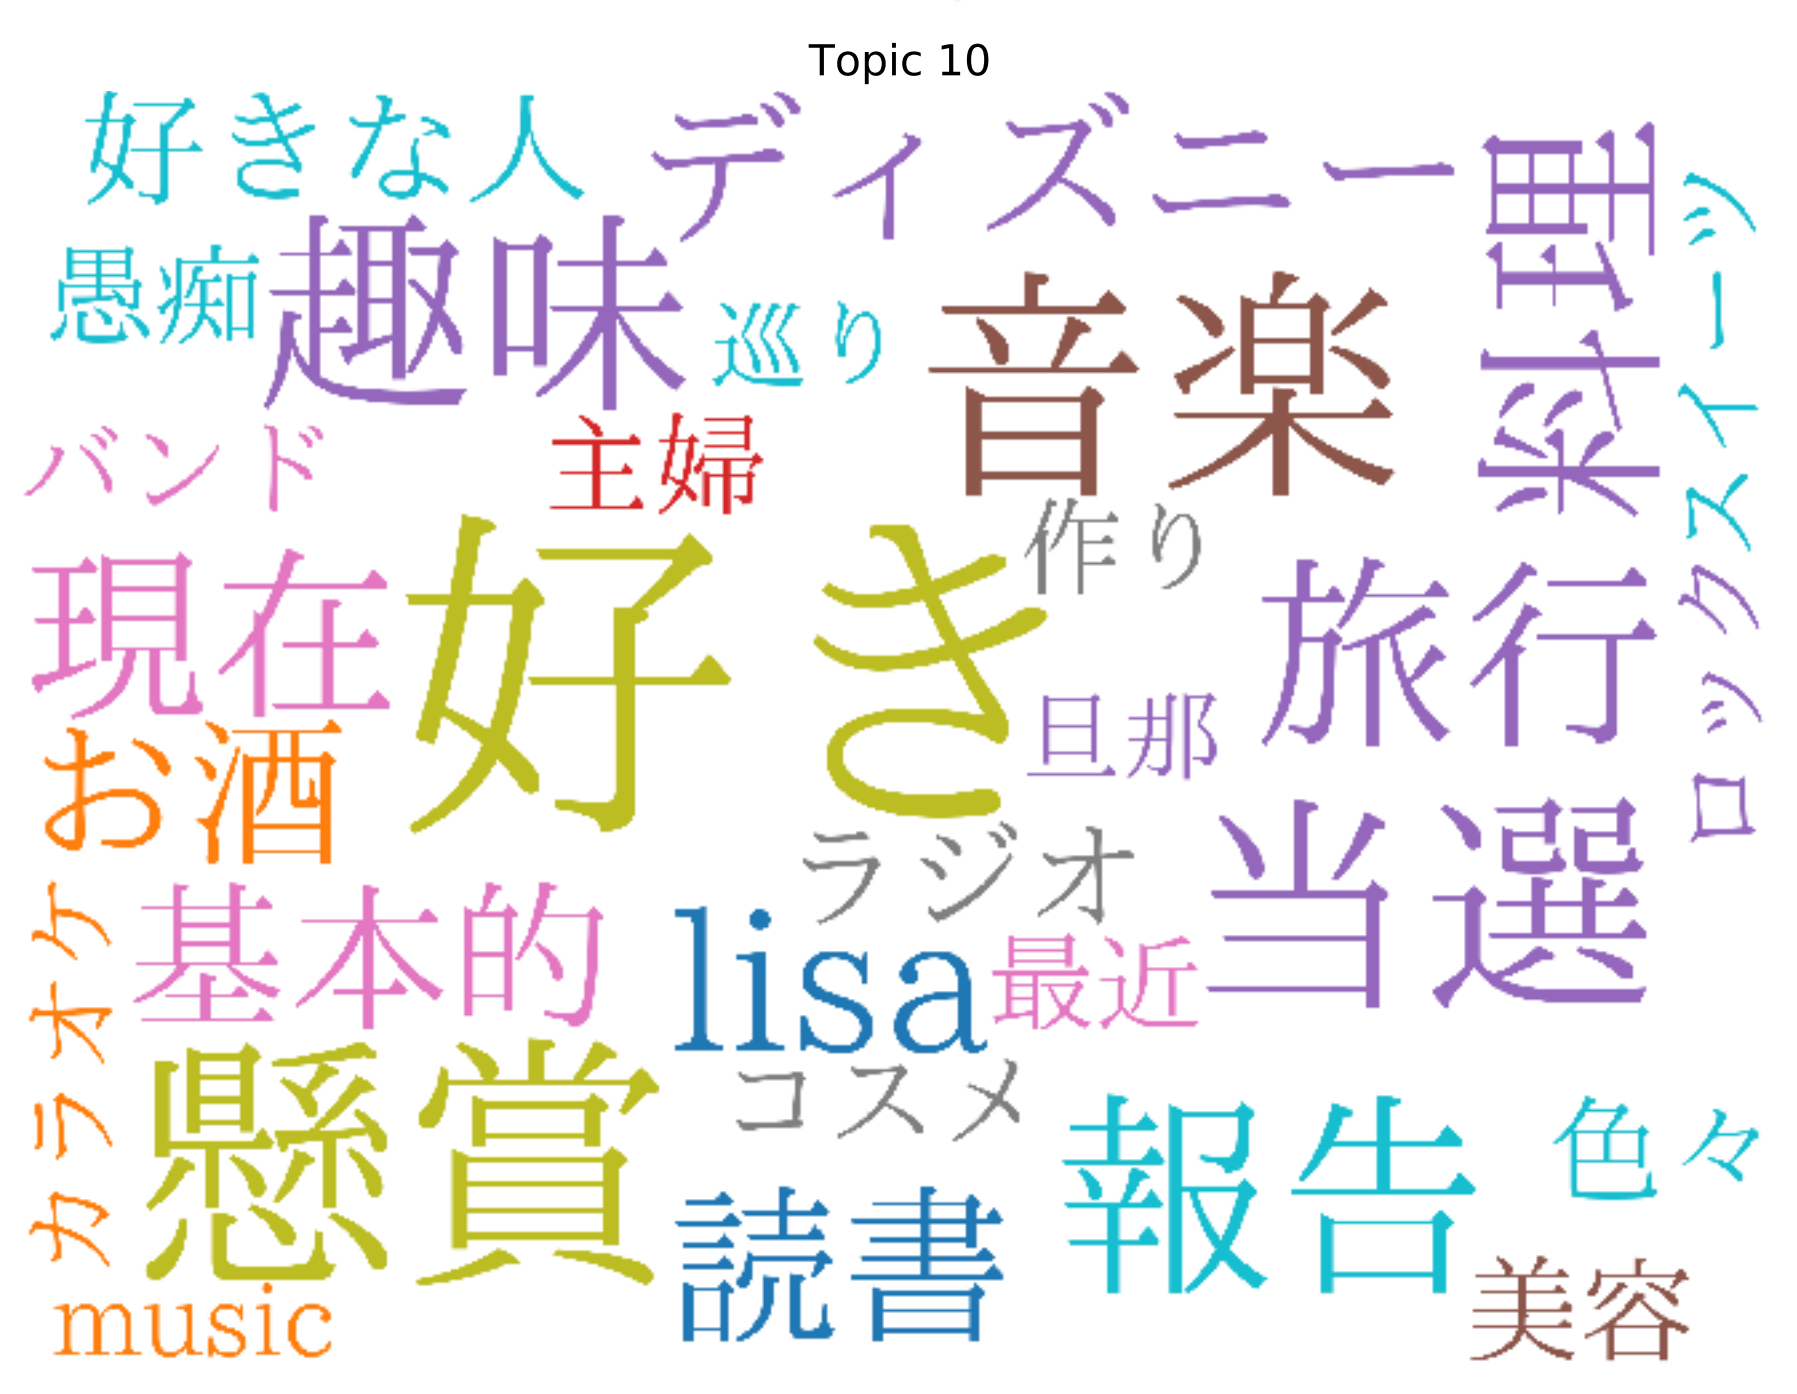 Topic 10
好きな人
ディズニー
料理
スイーツ
愚痴
趣味
巡り
音楽
バンド
主婦
作り
現在
好き
旅行
ロック
旦那
お酒
ラジオ
当選
カラオケ
基本的
lisa
最近
懸賞
コスメ
報告
色々
music
読書
美容